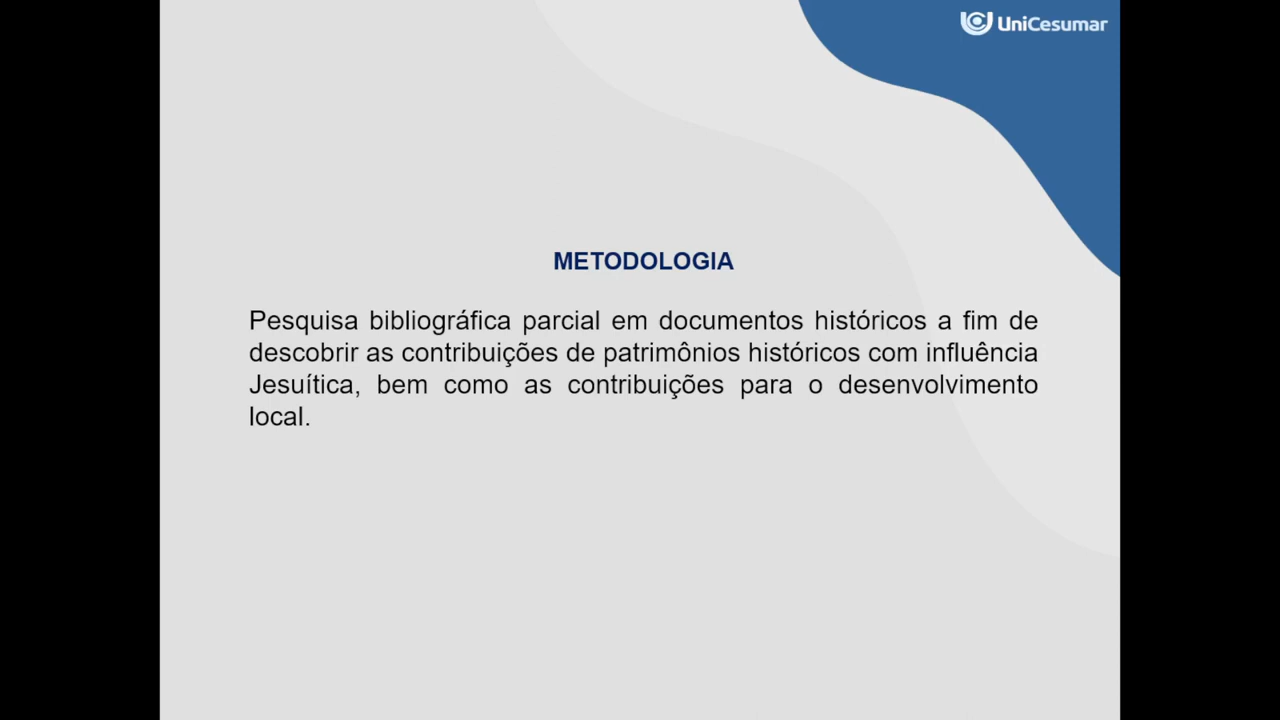 UniCesumar
METODOLOGIA
Pesquisa bibliográfica parcial em documentos históricos a fim de
descobrir as contribuições de patrimônios históricos com influência
Jesuítica, bem como as contribuições para o desenvolvimento
local.